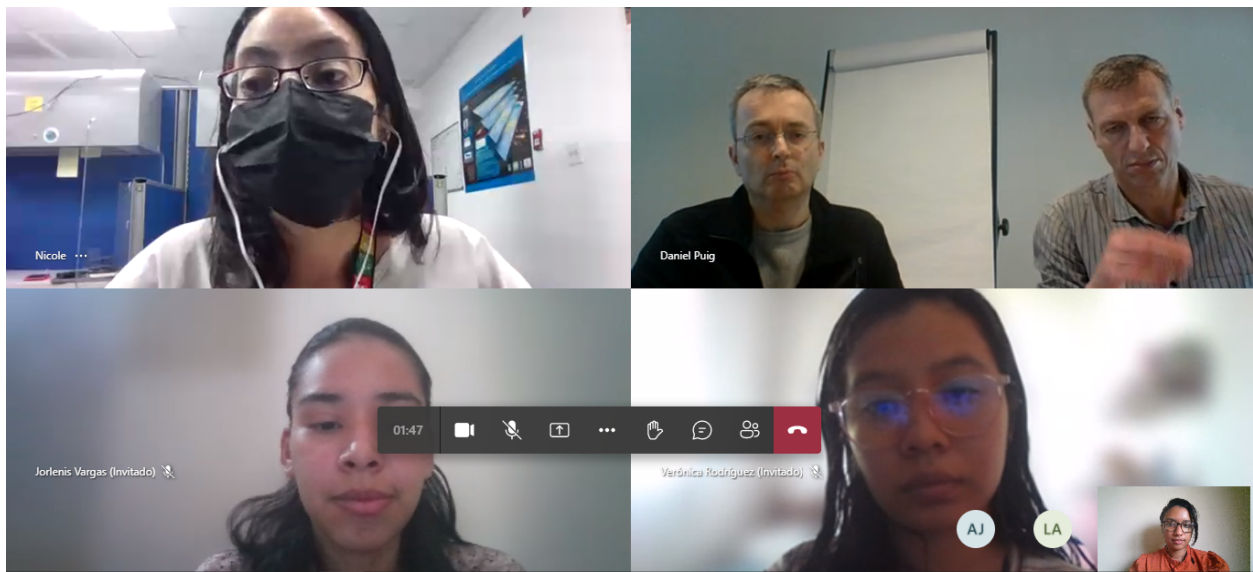 Nicole
Daniel Puig
01:47
Jorlenis Vargas (Invitado)
Verónica Rodríguez (Invitado)
AJ
LA